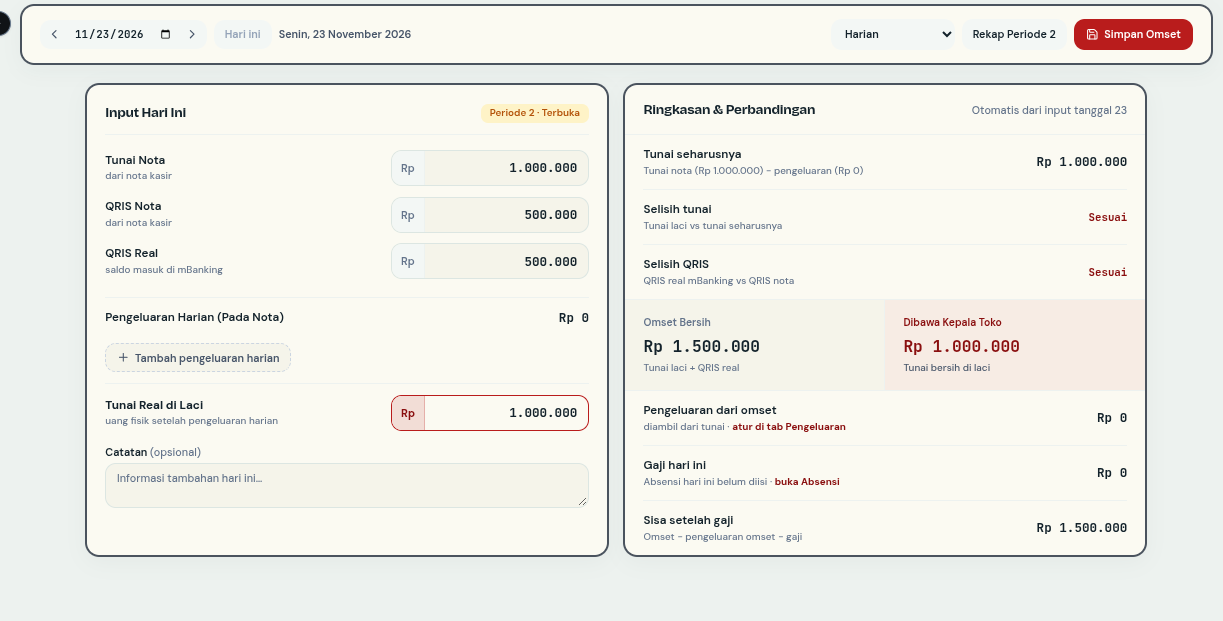 11/23/2026
Hari ini
Senin, 23 November 2026
Harian
Rekap Periode 2
Simpan Omset
Input Hari Ini
Periode 2 · Terbuka
Tunai Nota
dari nota kasir
Rp 1.000.000
QRIS Nota
dari nota kasir
Rp 500.000
QRIS Real
saldo masuk di mBanking
Rp 500.000
Pengeluaran Harian (Pada Nota)
Rp 0
+ Tambah pengeluaran harian
Tunai Real di Laci
uang fisik setelah pengeluaran harian
Rp 1.000.000
Catatan (opsional)
Informasi tambahan hari ini...
Ringkasan & Perbandingan
Otomatis dari input tanggal 23
Tunai seharusnya
Tunai nota (Rp 1.000.000) − pengeluaran (Rp 0)
Rp 1.000.000
Selisih tunai
Tunai laci vs tunai seharusnya
Sesuai
Selisih QRIS
QRIS real mBanking vs QRIS nota
Sesuai
Omset Bersih
Rp 1.500.000
Tunai laci + QRIS real
Dibawa Kepala Toko
Rp 1.000.000
Tunai bersih di laci
Pengeluaran dari omset
diambil dari tunai · atur di tab Pengeluaran
Rp 0
Gaji hari ini
Absensi hari ini belum diisi · buka Absensi
Rp 0
Sisa setelah gaji
Omset − pengeluaran omset − gaji
Rp 1.500.000